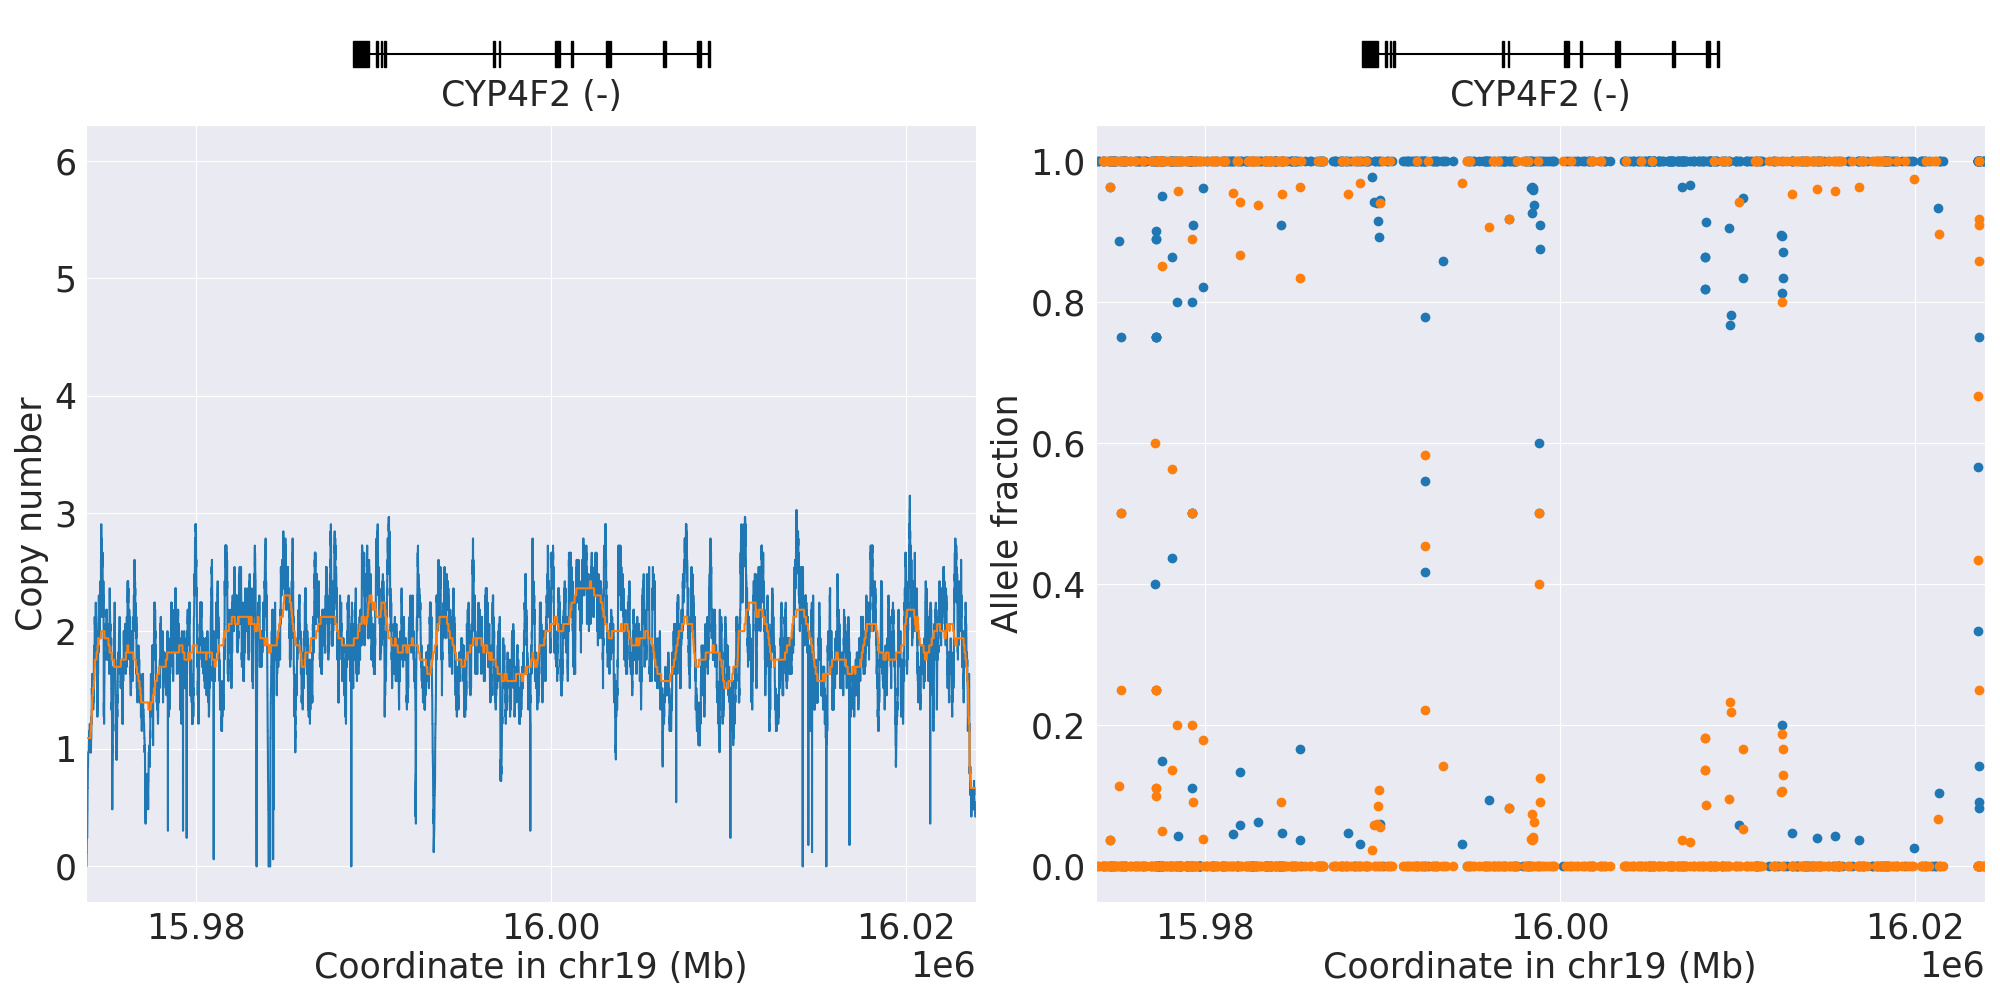 CYP4F2 (-)
6
5
4
3
2
1
0
Copy number
15.98
16.00
16.02
Coordinate in chr19 (Mb)
1e6
CYP4F2 (-)
1.0
0.8
0.6
0.4
0.2
0.0
Allele fraction
15.98
16.00
16.02
Coordinate in chr19 (Mb)
1e6